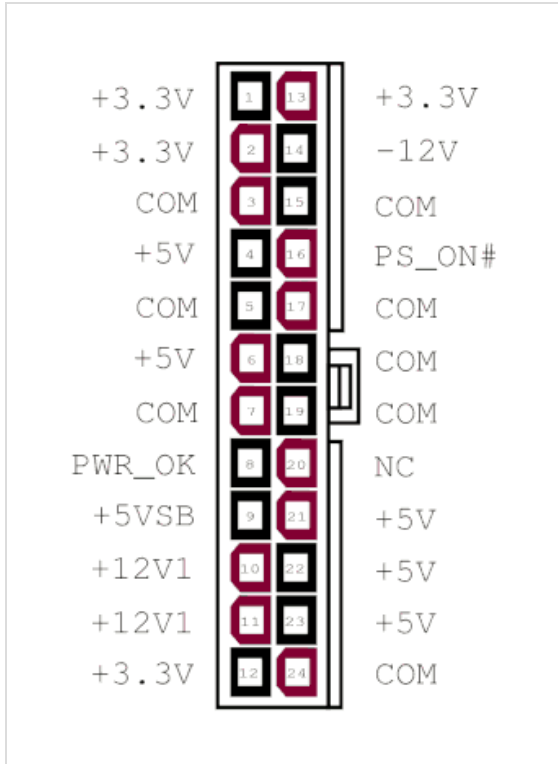 +3.3V 1 13 +3.3V
+3.3V 2 14 -12V
COM 3 15 COM
+5V 4 16 PS_ON#
COM 5 17 COM
+5V 6 18 COM
COM 7 19 COM
PWR_OK 8 20 NC
+5VSB 9 21 +5V
+12V1 10 22 +5V
+12V1 11 23 +5V
+3.3V 12 24 COM